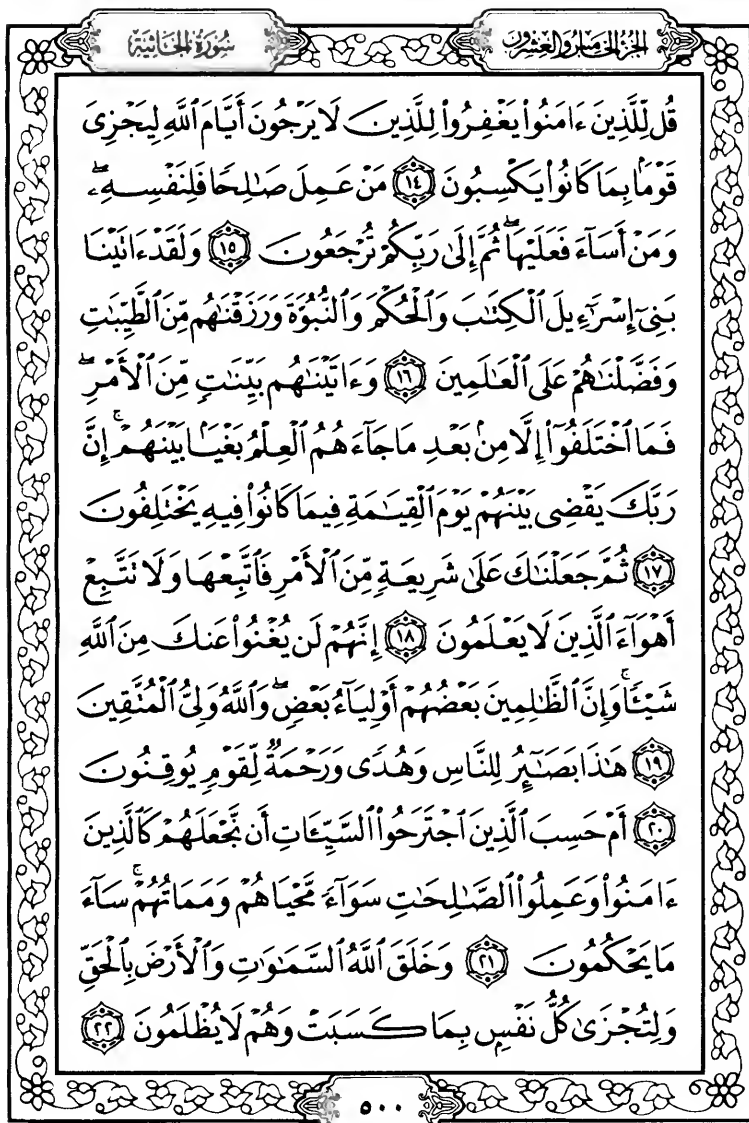 الجزء الخامس والعشرون
سُورَةُ الجَاثِيَة
قُل لِّلَّذِينَ ءَامَنُوا۟ يَغْفِرُوا۟ لِلَّذِينَ لَا يَرْجُونَ أَيَّامَ ٱللَّهِ لِيَجْزِىَ
قَوْمًۢا بِمَا كَانُوا۟ يَكْسِبُونَ ١٤ مَنْ عَمِلَ صَٰلِحًا فَلِنَفْسِهِۦ ۖ
وَمَنْ أَسَآءَ فَعَلَيْهَا ۖ ثُمَّ إِلَىٰ رَبِّكُمْ تُرْجَعُونَ ١٥ وَلَقَدْ ءَاتَيْنَا
بَنِىٓ إِسْرَٰٓءِيلَ ٱلْكِتَٰبَ وَٱلْحُكْمَ وَٱلنُّبُوَّةَ وَرَزَقْنَٰهُم مِّنَ ٱلطَّيِّبَٰتِ
وَفَضَّلْنَٰهُمْ عَلَى ٱلْعَٰلَمِينَ ١٦ وَءَاتَيْنَٰهُم بَيِّنَٰتٍ مِّنَ ٱلْأَمْرِ ۖ
فَمَا ٱخْتَلَفُوٓا۟ إِلَّا مِنۢ بَعْدِ مَا جَآءَهُمُ ٱلْعِلْمُ بَغْيًۢا بَيْنَهُمْ ۚ إِنَّ
رَبَّكَ يَقْضِى بَيْنَهُمْ يَوْمَ ٱلْقِيَٰمَةِ فِيمَا كَانُوا۟ فِيهِ يَخْتَلِفُونَ
١٧ ثُمَّ جَعَلْنَٰكَ عَلَىٰ شَرِيعَةٍ مِّنَ ٱلْأَمْرِ فَٱتَّبِعْهَا وَلَا تَتَّبِعْ
أَهْوَآءَ ٱلَّذِينَ لَا يَعْلَمُونَ ١٨ إِنَّهُمْ لَن يُغْنُوا۟ عَنكَ مِنَ ٱللَّهِ
شَيْـًٔا ۚ وَإِنَّ ٱلظَّٰلِمِينَ بَعْضُهُمْ أَوْلِيَآءُ بَعْضٍ ۖ وَٱللَّهُ وَلِىُّ ٱلْمُتَّقِينَ
١٩ هَٰذَا بَصَٰٓئِرُ لِلنَّاسِ وَهُدًى وَرَحْمَةٌ لِّقَوْمٍ يُوقِنُونَ
٢٠ أَمْ حَسِبَ ٱلَّذِينَ ٱجْتَرَحُوا۟ ٱلسَّيِّـَٔاتِ أَن نَّجْعَلَهُمْ كَٱلَّذِينَ
ءَامَنُوا۟ وَعَمِلُوا۟ ٱلصَّٰلِحَٰتِ سَوَآءً مَّحْيَاهُمْ وَمَمَاتُهُمْ ۚ سَآءَ
مَا يَحْكُمُونَ ٢١ وَخَلَقَ ٱللَّهُ ٱلسَّمَٰوَٰتِ وَٱلْأَرْضَ بِٱلْحَقِّ
وَلِتُجْزَىٰ كُلُّ نَفْسٍۭ بِمَا كَسَبَتْ وَهُمْ لَا يُظْلَمُونَ ٢٢
٥٠٠